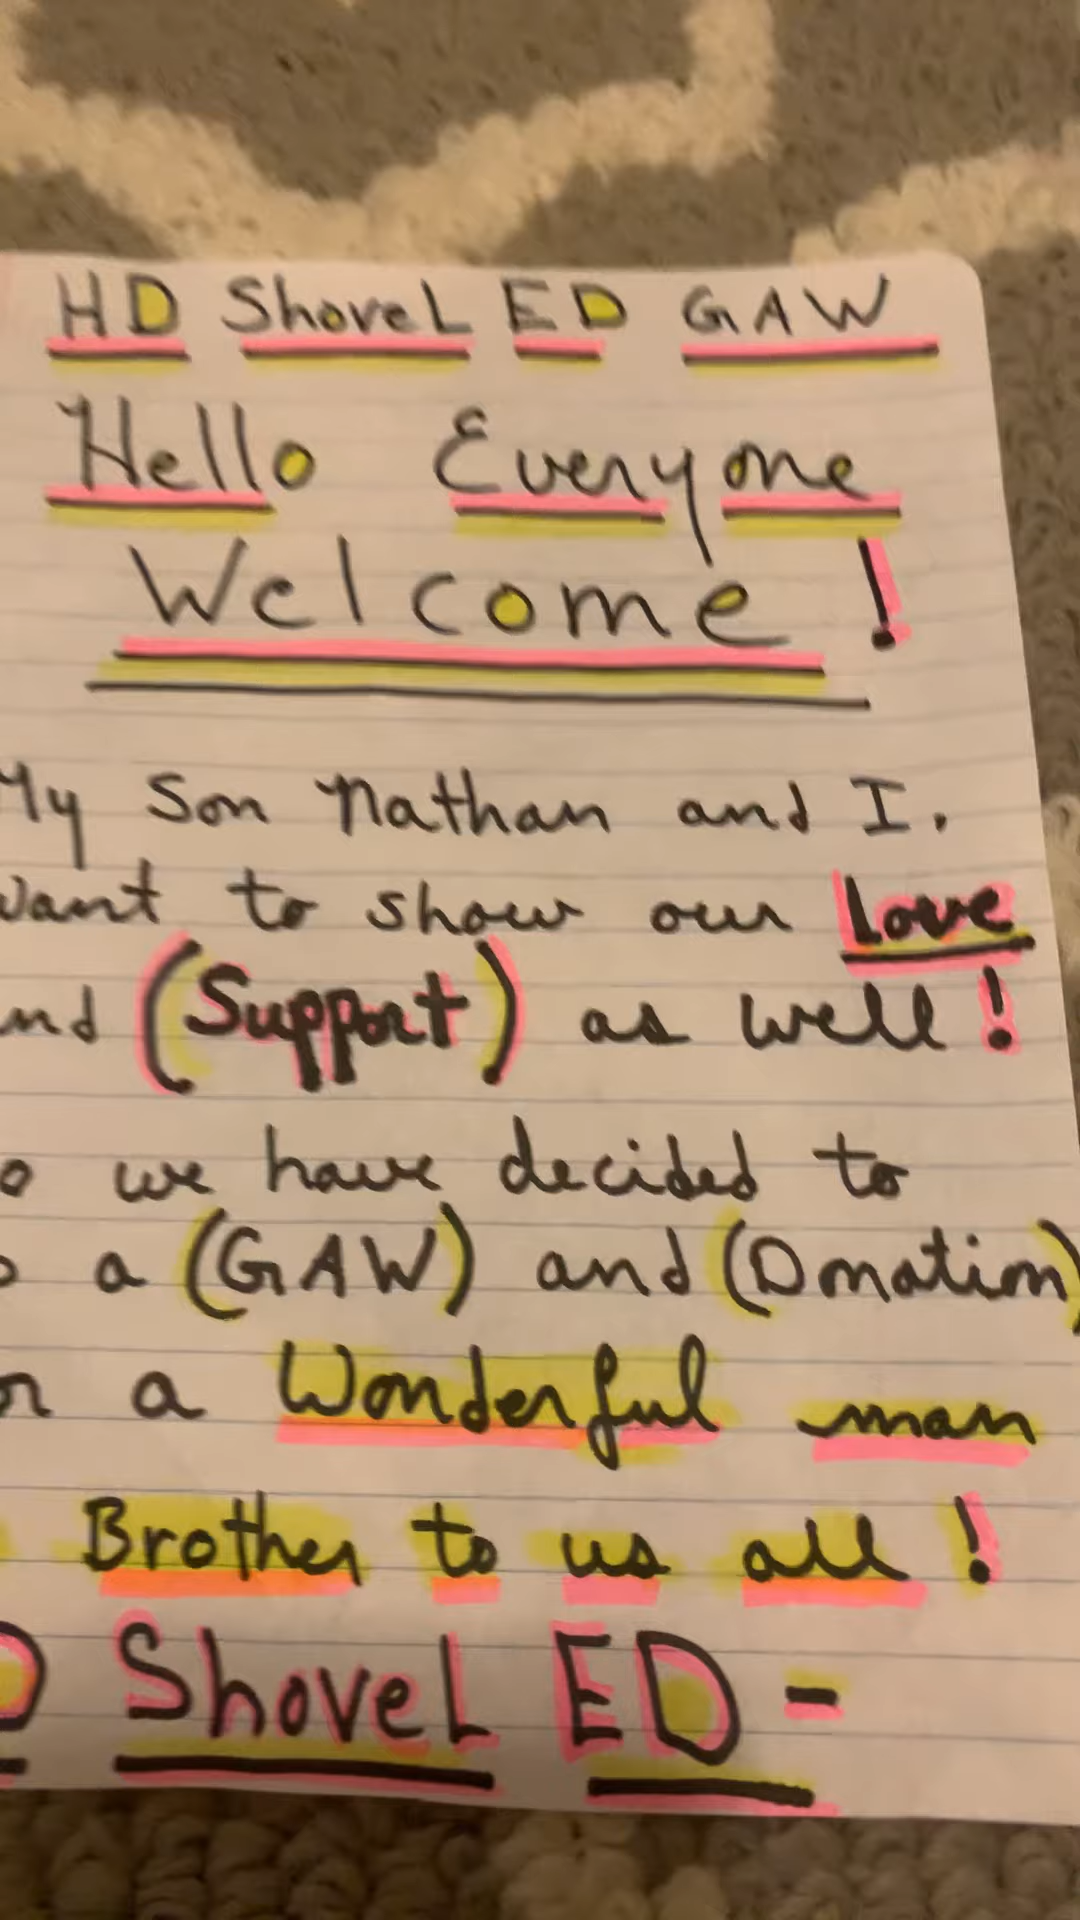 HD ShoveL ED GAW
Hello Everyone
Welcome !
My Son Nathan and I.
Want to show our Love
and (Support) as well !
o we have decided to
o a (GAW) and (Donation)
or a Wonderful man
Brother to us all !
D ShoveL ED -